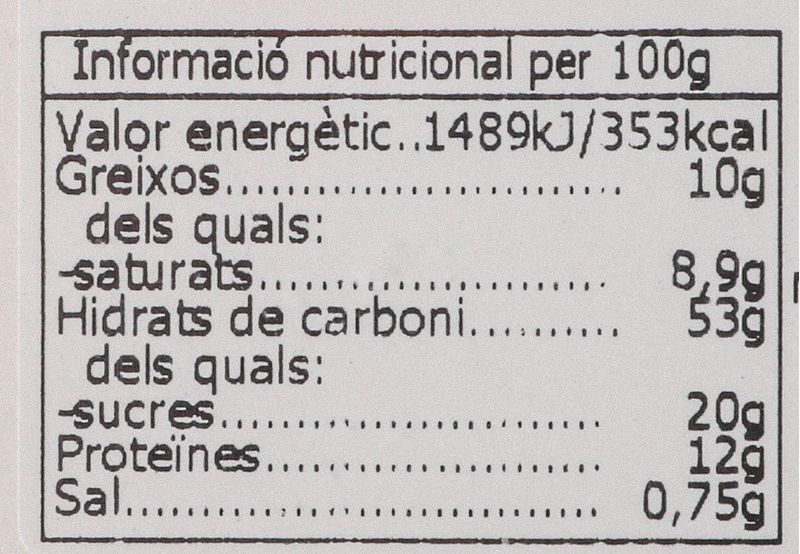 Informació nutricional per 100g
Valor energètic..1489kJ/353kcal
Greixos.......................... 10g
dels quals:
-saturats....................... 8,9g
Hidrats de carboni.......... 53g
dels quals:
-sucres......................... 20g
Proteïnes...................... 12g
Sal............................... 0,75g